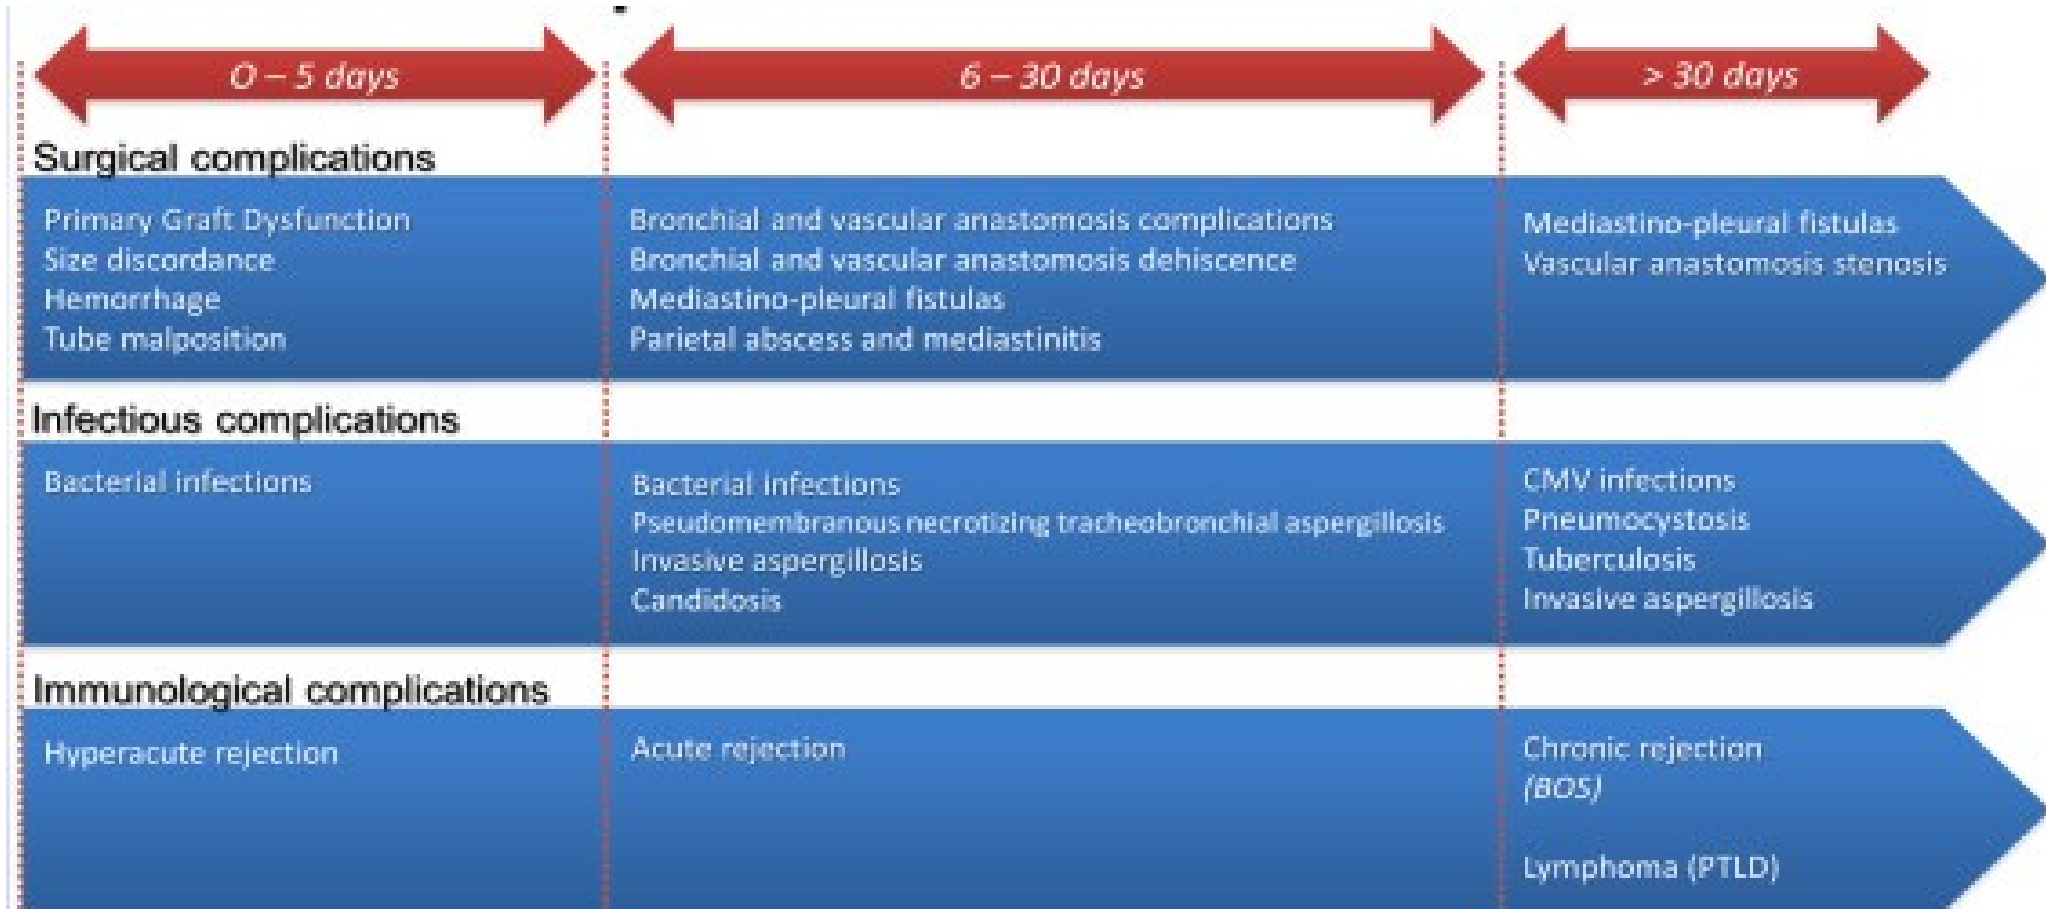 O – 5 days
6 – 30 days
> 30 days
Surgical complications
Primary Graft Dysfunction
Size discordance
Hemorrhage
Tube malposition
Bronchial and vascular anastomosis complications
Bronchial and vascular anastomosis dehiscence
Mediastino-pleural fistulas
Parietal abscess and mediastinitis
Mediastino-pleural fistulas
Vascular anastomosis stenosis
Infectious complications
Bacterial infections
Bacterial infections
Pseudomembranous necrotizing tracheobronchial aspergillosis
Invasive aspergillosis
Candidosis
CMV infections
Pneumocystosis
Tuberculosis
Invasive aspergillosis
Immunological complications
Hyperacute rejection
Acute rejection
Chronic rejection
(BOS)
Lymphoma (PTLD)